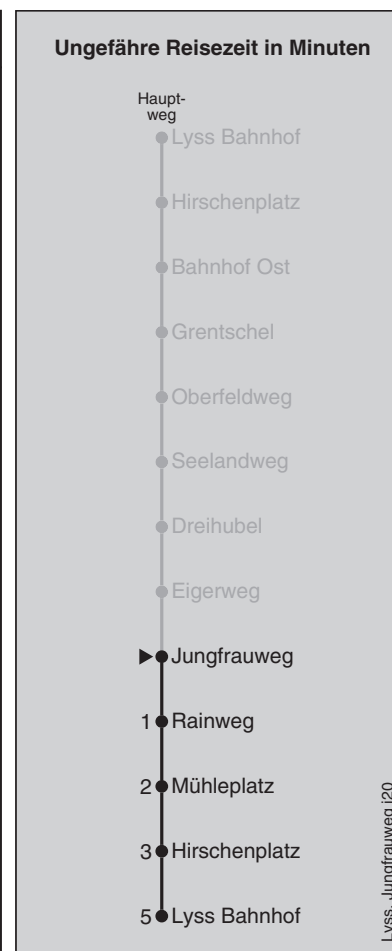 Ungefähre Reisezeit in Minuten
Haupt-
weg
Lyss Bahnhof
Hirschenplatz
Bahnhof Ost
Grentschel
Oberfeldweg
Seelandweg
Dreihubel
Eigerweg
Jungfrauweg
1 Rainweg
2 Mühleplatz
3 Hirschenplatz
5 Lyss Bahnhof
Lyss, Jungfrauweg j20